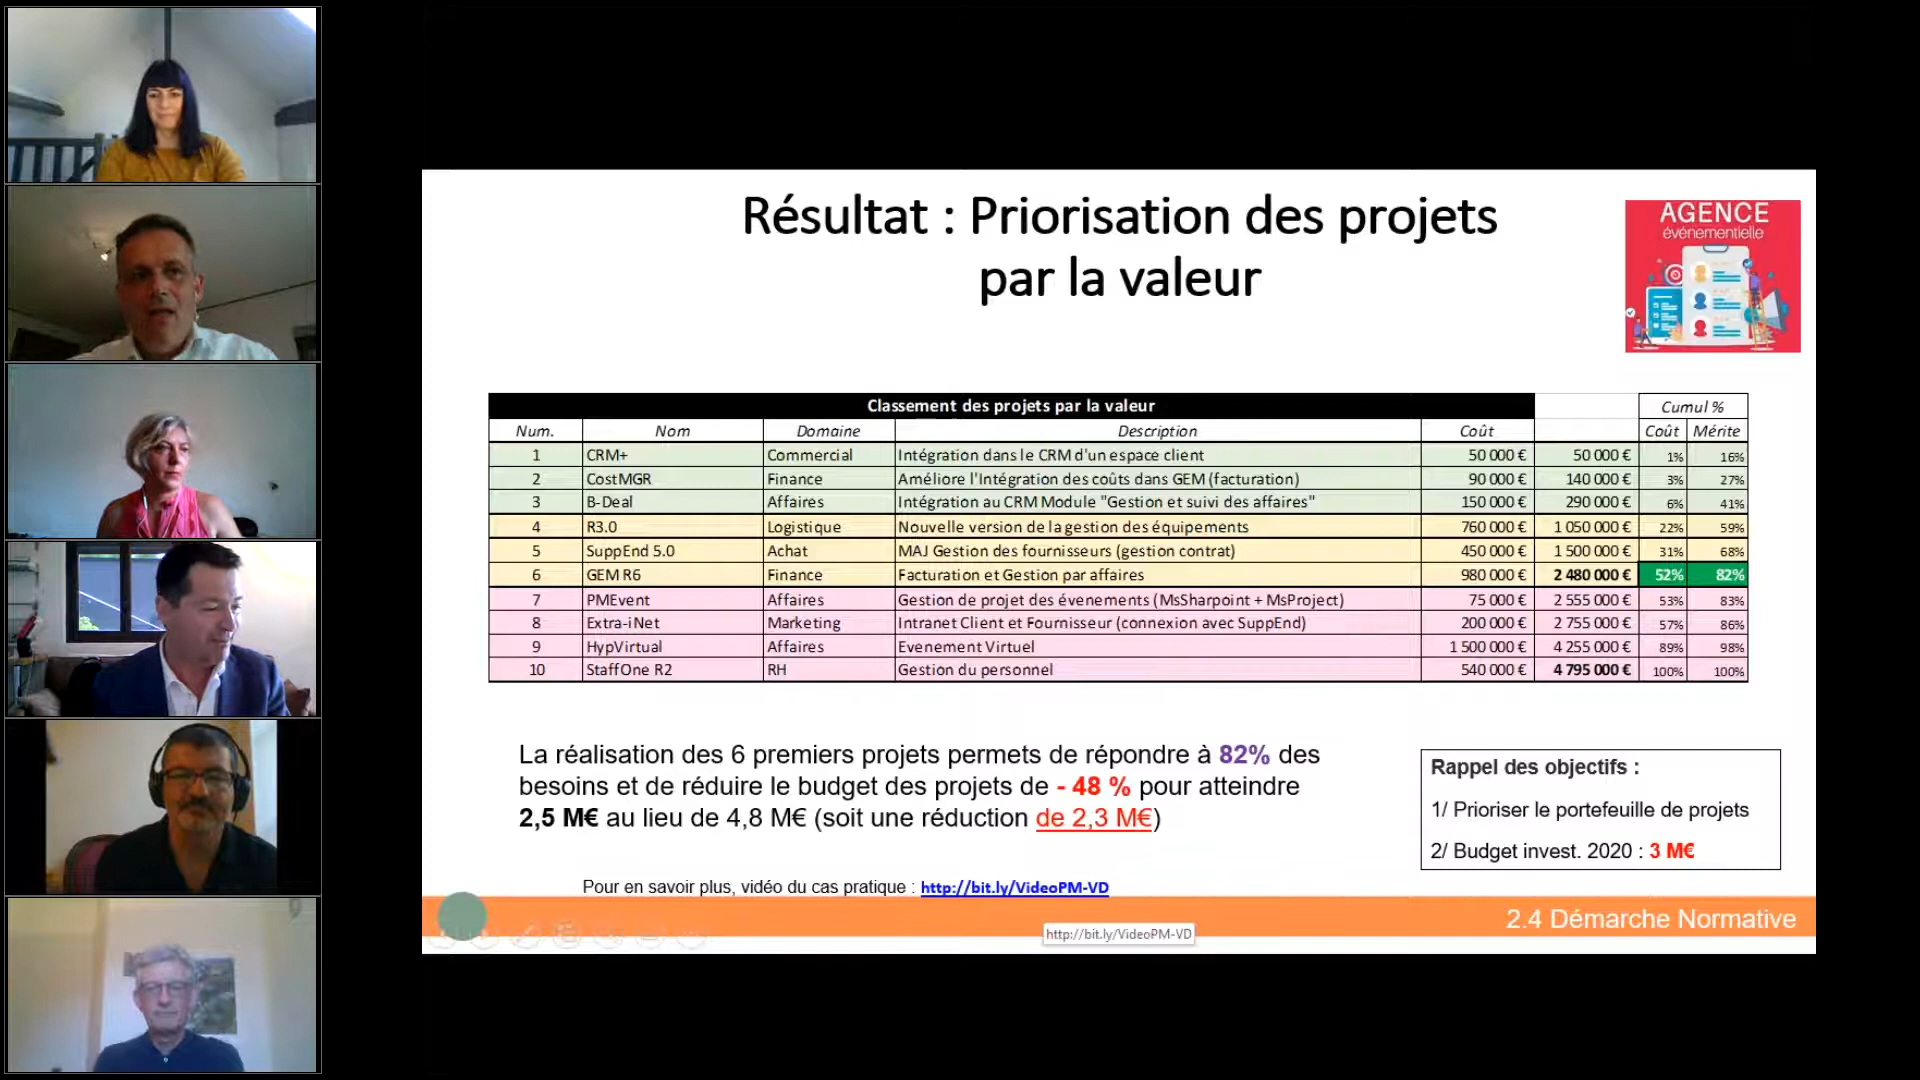 Résultat : Priorisation des projets
par la valeur
AGENCE
événementielle
Classement des projets par la valeur
Cumul %
Num. Nom Domaine Description Coût Coût Mérite
1 CRM+ Commercial Intégration dans le CRM d'un espace client 50 000 € 50 000 € 1% 16%
2 CostMGR Finance Améliore l'Intégration des coûts dans GEM (facturation) 90 000 € 140 000 € 3% 27%
3 B-Deal Affaires Intégration au CRM Module "Gestion et suivi des affaires" 150 000 € 290 000 € 6% 41%
4 R3.0 Logistique Nouvelle version de la gestion des équipements 760 000 € 1 050 000 € 22% 59%
5 SuppEnd 5.0 Achat MAJ Gestion des fournisseurs (gestion contrat) 450 000 € 1 500 000 € 31% 68%
6 GEM R6 Finance Facturation et Gestion par affaires 980 000 € 2 480 000 € 52% 82%
7 PMEvent Affaires Gestion de projet des évenements (MsSharpoint + MsProject) 75 000 € 2 555 000 € 53% 83%
8 Extra-iNet Marketing Intranet Client et Fournisseur (connexion avec SuppEnd) 200 000 € 2 755 000 € 57% 86%
9 HypVirtual Affaires Evenement Virtuel 1 500 000 € 4 255 000 € 89% 98%
10 StaffOne R2 RH Gestion du personnel 540 000 € 4 795 000 € 100% 100%
La réalisation des 6 premiers projets permets de répondre à 82% des
besoins et de réduire le budget des projets de - 48 % pour atteindre
2,5 M€ au lieu de 4,8 M€ (soit une réduction de 2,3 M€)
Rappel des objectifs :
1/ Prioriser le portefeuille de projets
2/ Budget invest. 2020 : 3 M€
Pour en savoir plus, vidéo du cas pratique : http://bit.ly/VideoPM-VD
2.4 Démarche Normative
http://bit.ly/VideoPM-VD